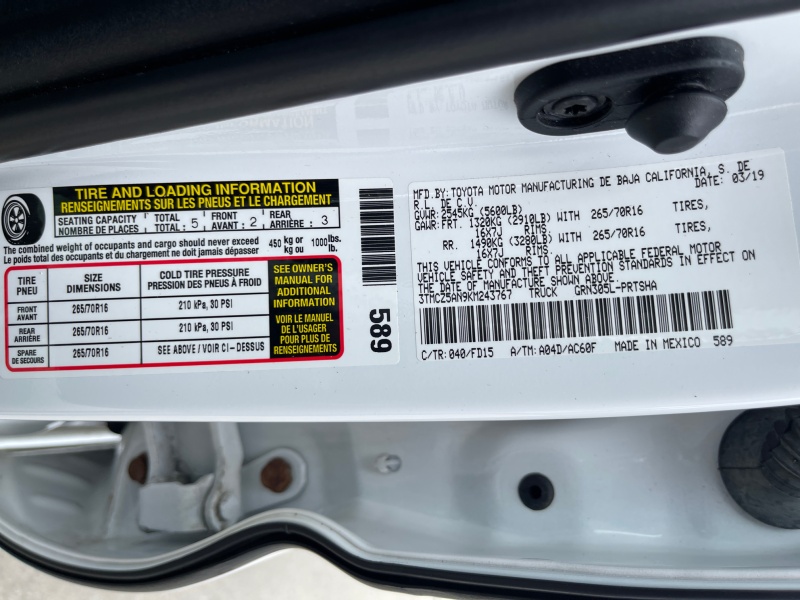 TIRE AND LOADING INFORMATION
RENSEIGNEMENTS SUR LES PNEUS ET LE CHARGEMENT
SEATING CAPACITY TOTAL 5 FRONT 2 REAR 3
NOMBRE DE PLACES TOTAL: AVANT: ARRIÈRE :
The combined weight of occupants and cargo should never exceed 450 kg or 1000 lbs.
Le poids total des occupants et du chargement ne doit jamais dépasser kg ou lb.
TIRE SIZE COLD TIRE PRESSURE
PNEU DIMENSIONS PRESSION DES PNEUS À FROID
FRONT 265/70R16 210 kPa, 30 PSI
AVANT
REAR 265/70R16 210 kPa, 30 PSI
ARRIÈRE
SPARE 265/70R16 SEE ABOVE / VOIR CI-DESSUS
DE SECOURS
SEE OWNER'S
MANUAL FOR
ADDITIONAL
INFORMATION
VOIR LE MANUEL
DE L'USAGER
POUR PLUS DE
RENSEIGNEMENTS
589
MFD.BY:TOYOTA MOTOR MANUFACTURING DE BAJA CALIFORNIA, S. DE
R.L. DE C.V. DATE: 03/19
GVWR:2545KG (5600LB)
GAWR:FRT. 1320KG (2910LB) WITH 265/70R16 TIRES,
16X7J RIMS
RR. 1490KG (3280LB) WITH 265/70R16 TIRES,
16X7J RIMS
THIS VEHICLE CONFORMS TO ALL APPLICABLE FEDERAL MOTOR
VEHICLE SAFETY AND THEFT PREVENTION STANDARDS IN EFFECT ON
THE DATE OF MANUFACTURE SHOWN ABOVE.
3TMCZ5AN9KM243767 TRUCK GRN305L-PRTSHA
C/TR:040/FD15 A/TM:A04D/AC60F MADE IN MEXICO 589